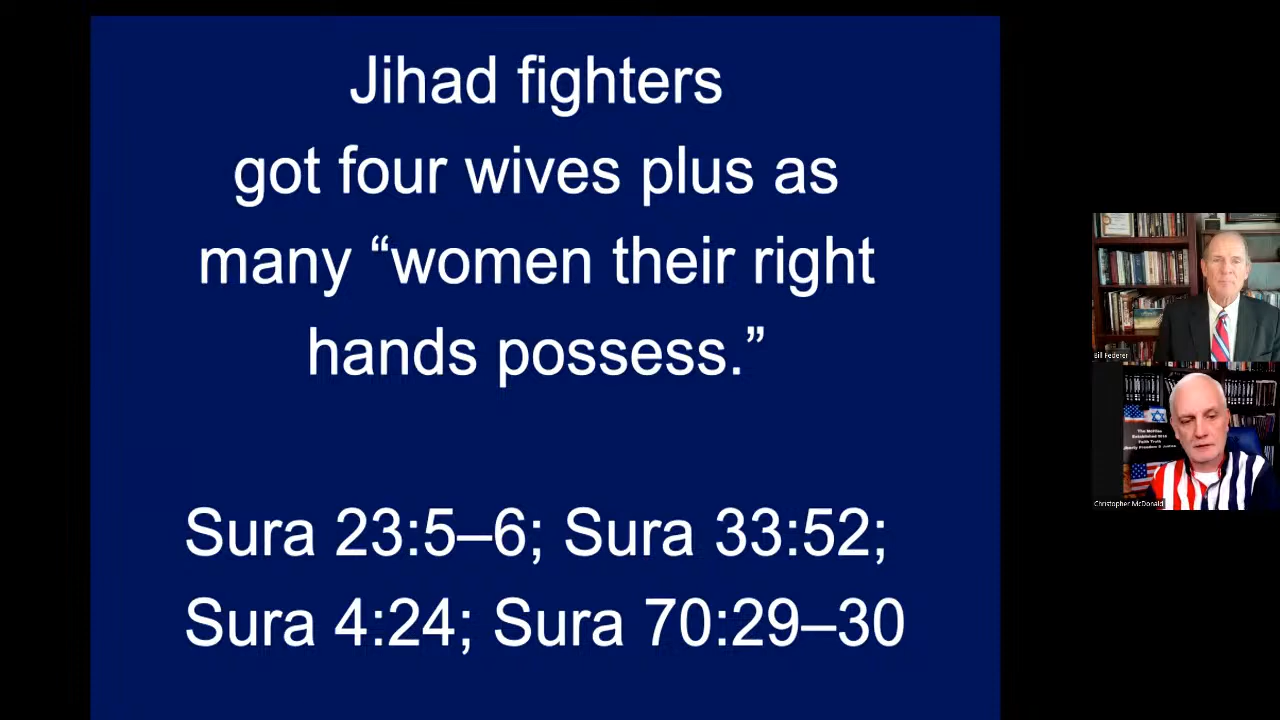 Jihad fighters
got four wives plus as
many “women their right
hands possess.”
Sura 23:5–6; Sura 33:52;
Sura 4:24; Sura 70:29–30
Bill Federer
Christopher McDonald